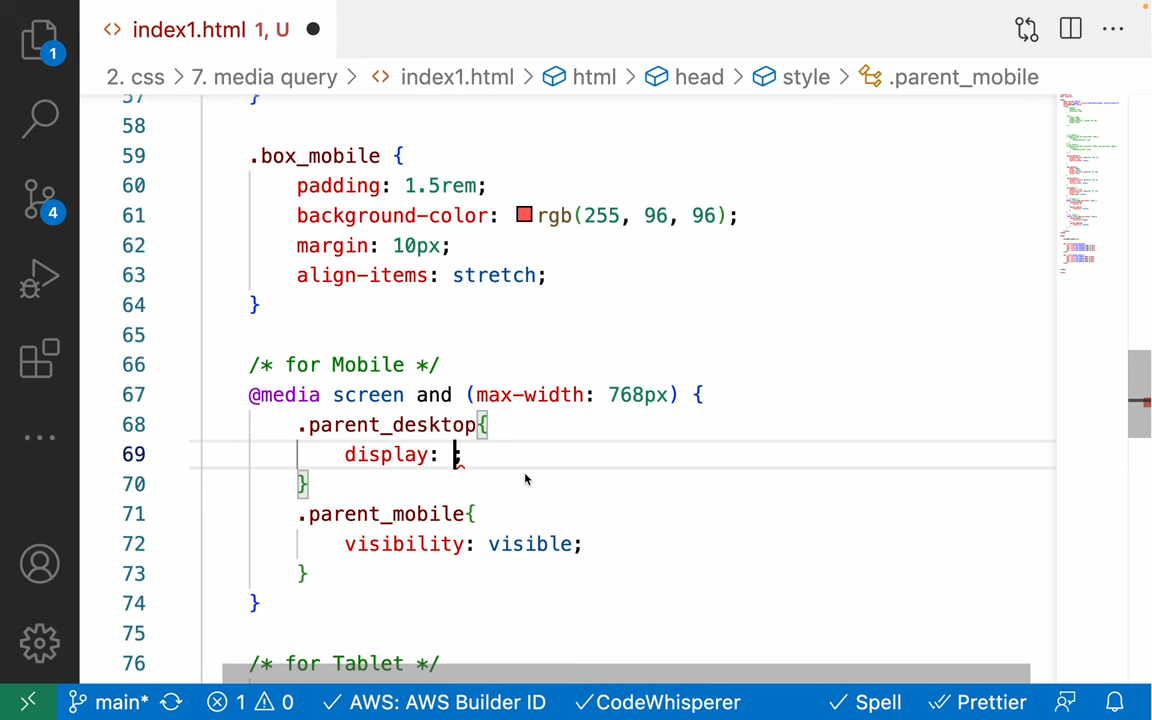 1
index1.html 1, U
2. css > 7. media query > index1.html > html > head > style > .parent_mobile
57 }
58
59 .box_mobile {
60 padding: 1.5rem;
61 background-color: rgb(255, 96, 96);
62 margin: 10px;
63 align-items: stretch;
64 }
65
66 /* for Mobile */
67 @media screen and (max-width: 768px) {
68 .parent_desktop{
69 display: ;
70 }
71 .parent_mobile{
72 visibility: visible;
73 }
74 }
75
76 /* for Tablet */
4
main* 1 0 AWS: AWS Builder ID CodeWhisperer Spell Prettier